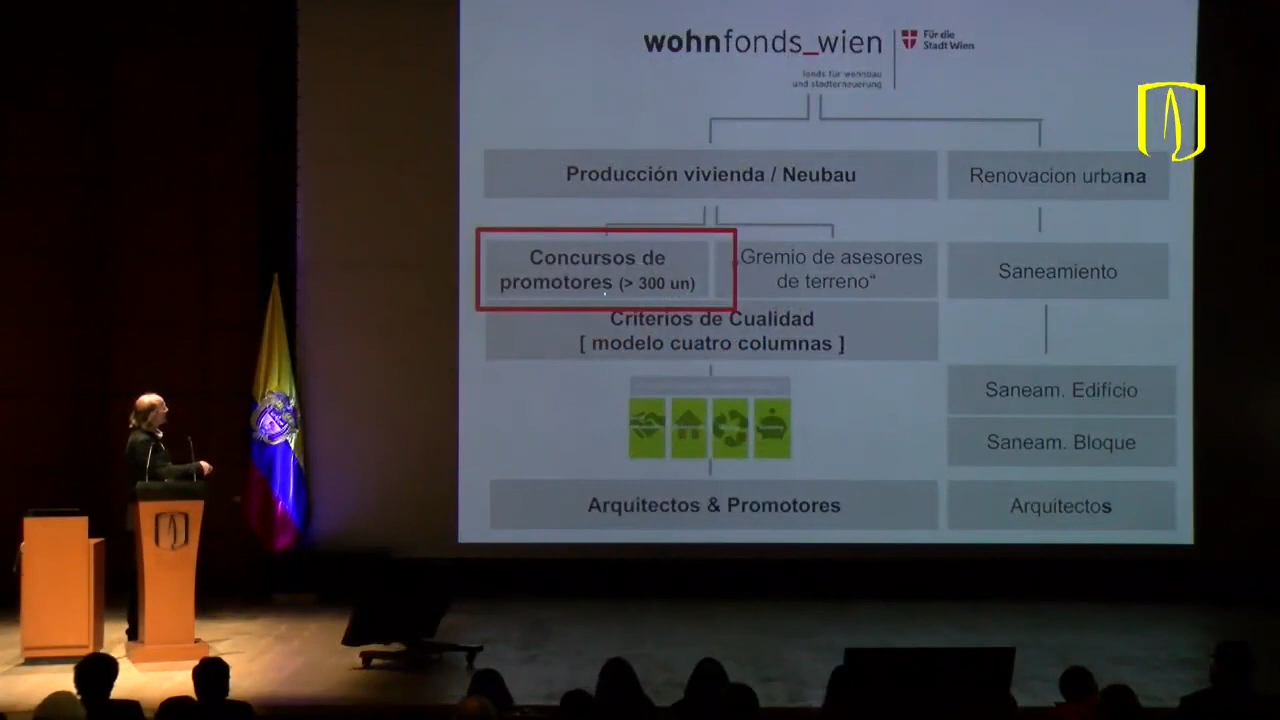 wohnfonds_wien
Für die
Stadt Wien
fonds für wohnbau
und stadterneuerung
Producción vivienda / Neubau
Renovacion urbana
Concursos de
promotores (> 300 un)
„Gremio de asesores
de terreno“
Saneamiento
Criterios de Cualidad
[ modelo cuatro columnas ]
Saneam. Edifício
Saneam. Bloque
Arquitectos & Promotores
Arquitectos